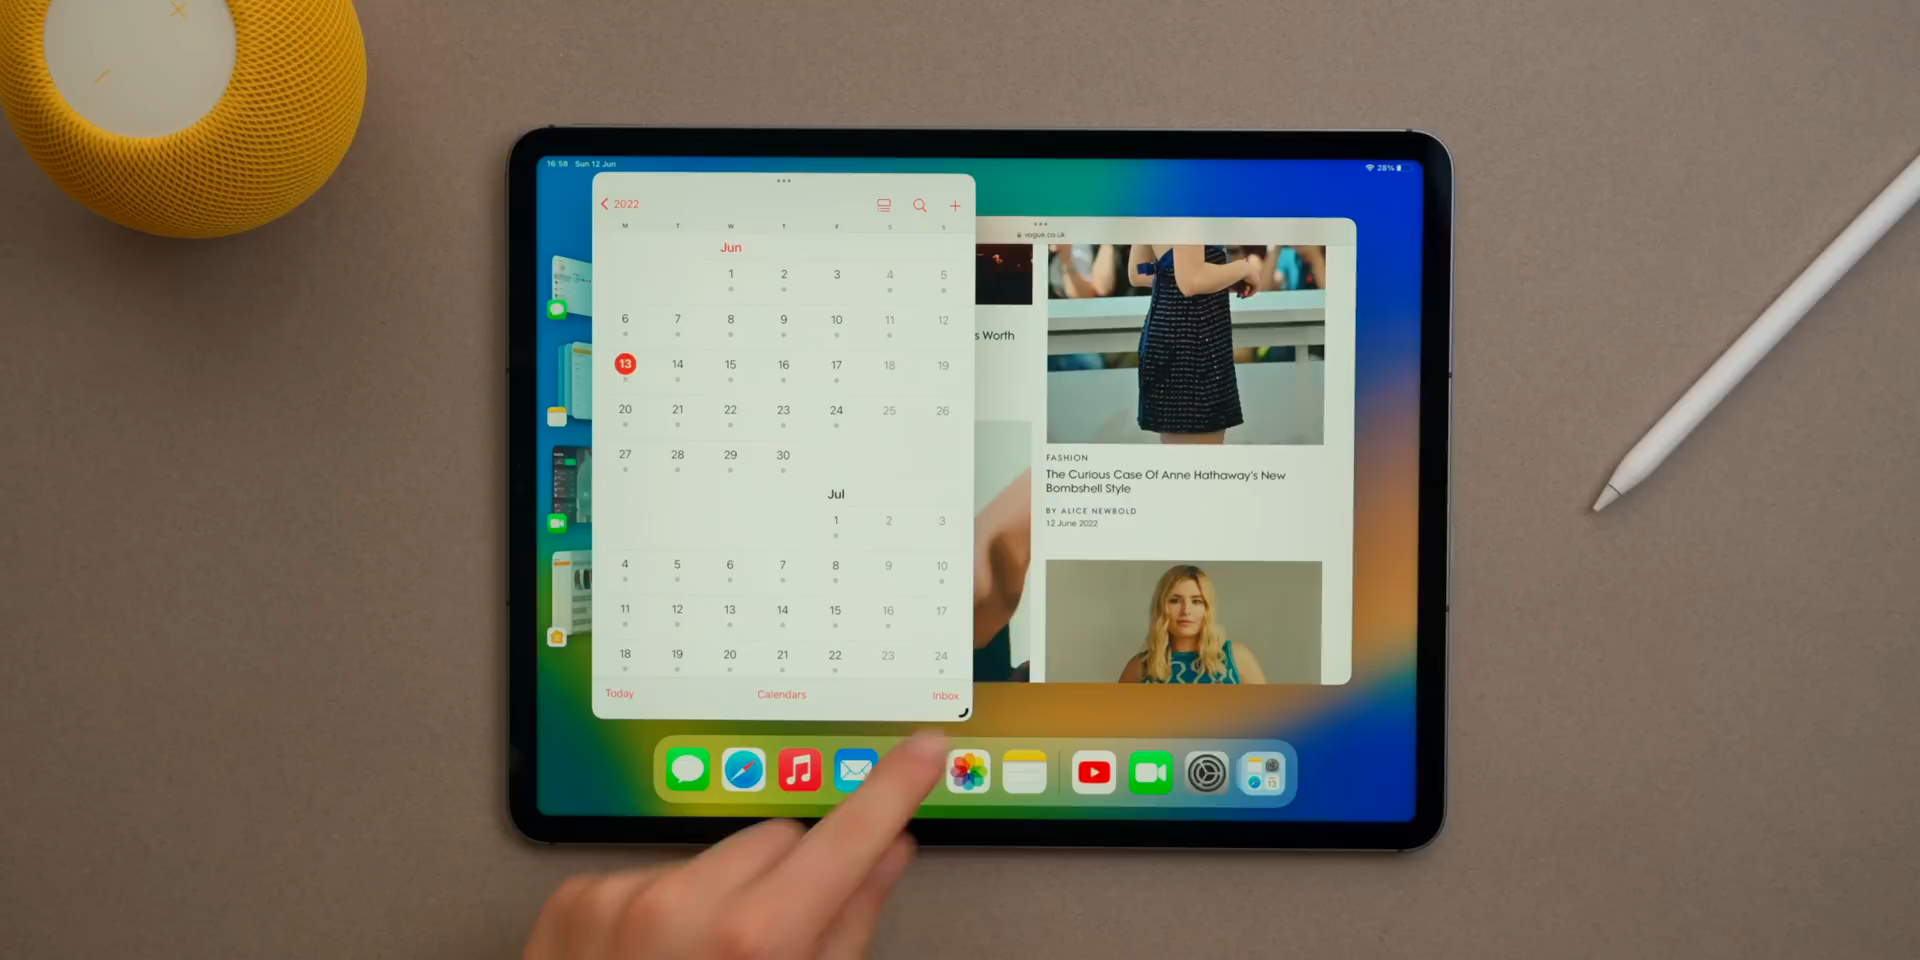 16:58 Sun 12 Jun
28%
2022
M T W T F S S
Jun
1 2 3 4 5
6 7 8 9 10 11 12
13 14 15 16 17 18 19
20 21 22 23 24 25 26
27 28 29 30
Jul
1 2 3
4 5 6 7 8 9 10
11 12 13 14 15 16 17
18 19 20 21 22 23 24
Today Calendars Inbox
vogue.co.uk
s Worth
FASHION
The Curious Case Of Anne Hathaway's New
Bombshell Style
BY ALICE NEWBOLD
12 June 2022
13